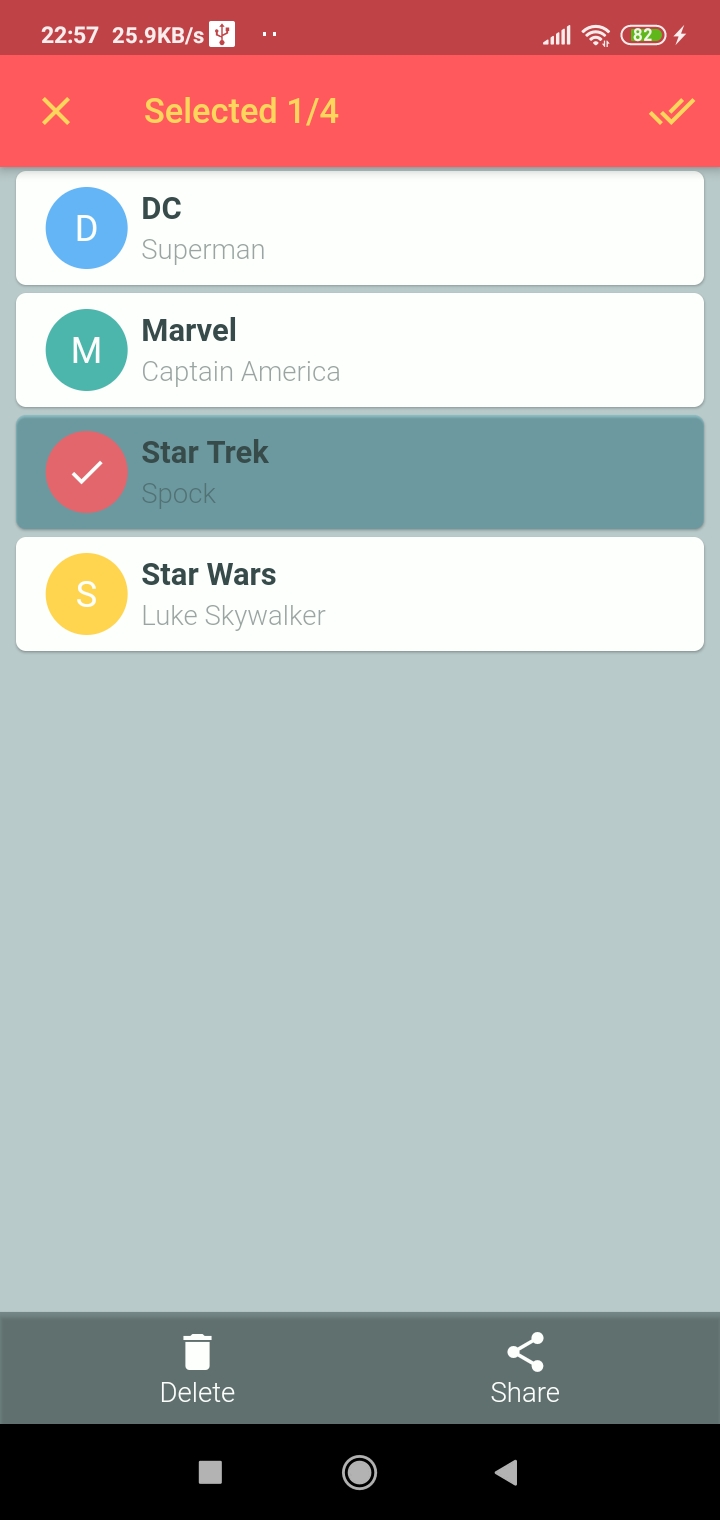 22:57 25.9KB/s 82
Selected 1/4
D
DC
Superman
M
Marvel
Captain America
Star Trek
Spock
S
Star Wars
Luke Skywalker
Delete
Share